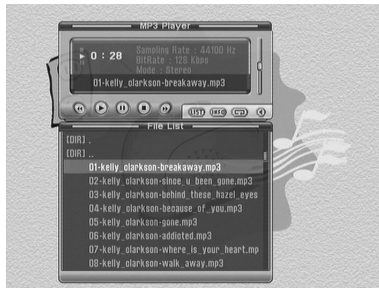 MP3 Player
0 : 28
Sampling Rate : 44100 Hz
BitRate : 128 Kbps
Mode : Stereo
01-kelly_clarkson-breakaway.mp3
LIST INFO
File List
[DIR] .
[DIR] ..
01-kelly_clarkson-breakaway.mp3
02-kelly_clarkson-since_u_been_gone.mp3
03-kelly_clarkson-behind_these_hazel_eyes
04-kelly_clarkson-because_of_you.mp3
05-kelly_clarkson-gone.mp3
06-kelly_clarkson-addicted.mp3
07-kelly_clarkson-where_is_your_heart.mp
08-kelly_clarkson-walk_away.mp3